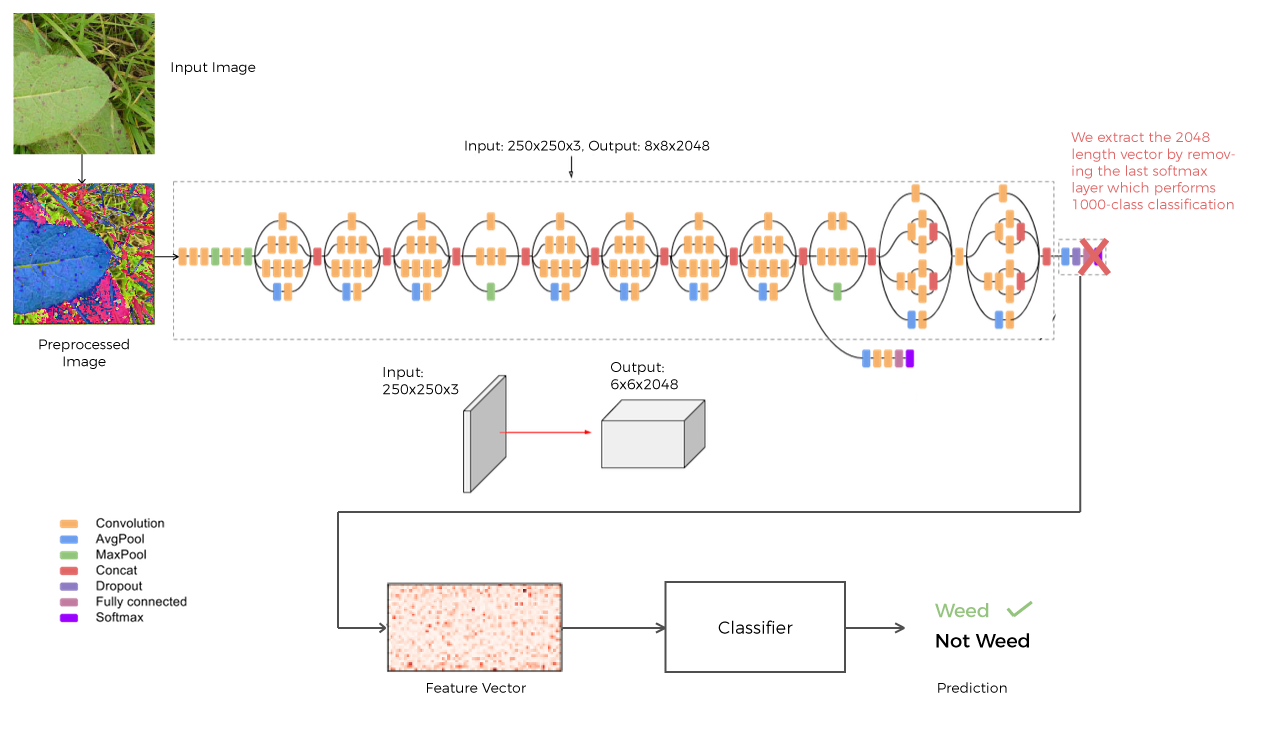 Input Image
Input: 250x250x3, Output: 8x8x2048
We extract the 2048
length vector by remov-
ing the last softmax
layer which performs
1000-class classification
Preprocessed
Image
Input:
250x250x3
Output:
6x6x2048
Convolution
AvgPool
MaxPool
Concat
Dropout
Fully connected
Softmax
Feature Vector
Classifier
Weed
Not Weed
Prediction